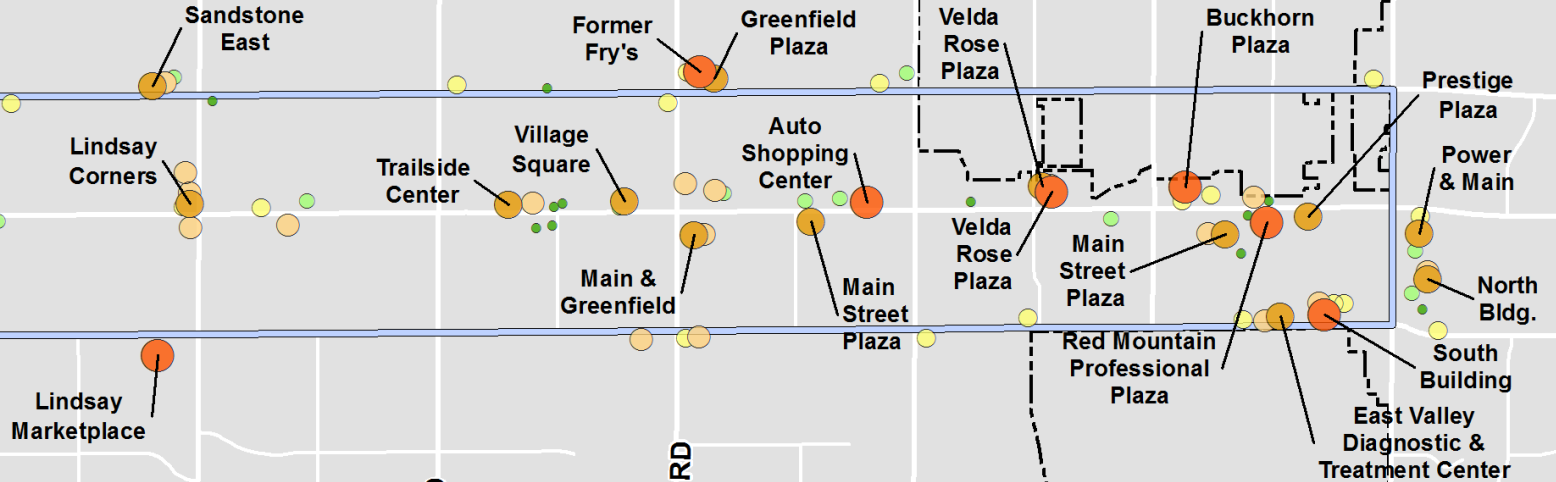 Sandstone
East
Former
Fry's
Greenfield
Plaza
Velda
Rose
Plaza
Buckhorn
Plaza
Prestige
Plaza
Lindsay
Corners
Trailside
Center
Village
Square
Auto
Shopping
Center
Power
& Main
Main &
Greenfield
Main
Street
Plaza
Velda
Rose
Plaza
Main
Street
Plaza
North
Bldg.
Red Mountain
Professional
Plaza
South
Building
Lindsay
Marketplace
East Valley
Diagnostic &
Treatment Center
RD